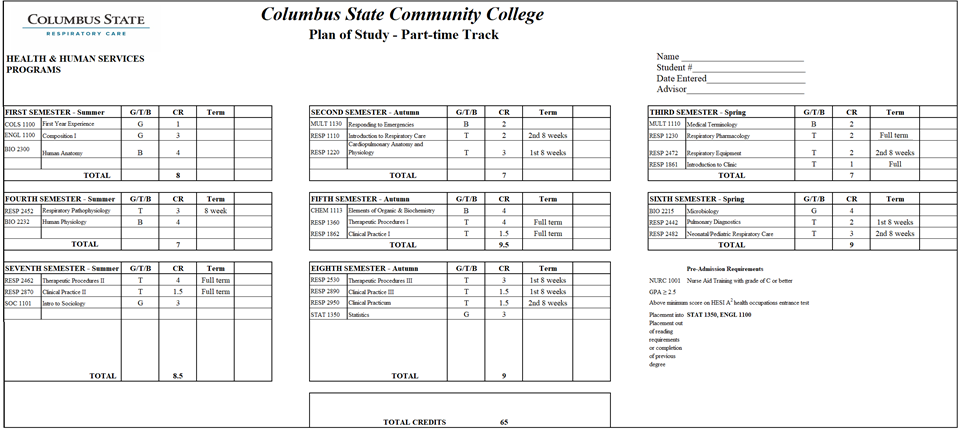 COLUMBUS STATE
RESPIRATORY CARE
Columbus State Community College
Plan of Study - Part-time Track
HEALTH & HUMAN SERVICES
PROGRAMS
Name
Student #
Date Entered
Advisor
FIRST SEMESTER - Summer G/T/B CR Term
COLS 1100 First Year Experience G 1
ENGL 1100 Composition I G 3
BIO 2300 Human Anatomy B 4
TOTAL 8
SECOND SEMESTER - Autumn G/T/B CR Term
MULT 1130 Responding to Emergencies B 2
RESP 1110 Introduction to Respiratory Care T 2 2nd 8 weeks
RESP 1220 Cardiopulmonary Anatomy and
Physiology T 3 1st 8 weeks
TOTAL 7
THIRD SEMESTER - Spring G/T/B CR Term
MULT 1110 Medical Terminology B 2
RESP 1230 Respiratory Pharmacology T 2 Full term
RESP 2472 Respiratory Equipment T 2 2nd 8 weeks
RESP 1861 Introduction to Clinic T 1 Full
TOTAL 7
FOURTH SEMESTER - Summer G/T/B CR Term
RESP 2452 Respiratory Pathophysiology T 3 8 week
BIO 2232 Human Physiology B 4
TOTAL 7
FIFTH SEMESTER - Autumn G/T/B CR Term
CHEM 1113 Elements of Organic & Biochemistry B 4
RESP 1360 Therapeutic Procedures I T 4 Full term
RESP 1862 Clinical Practice I T 1.5 Full term
TOTAL 9.5
SIXTH SEMESTER - Spring G/T/B CR Term
BIO 2215 Microbiology G 4
RESP 2442 Pulmonary Diagnostics T 2 1st 8 weeks
RESP 2482 Neonatal/Pediatric Respiratory Care T 3 2nd 8 weeks
TOTAL 9
SEVENTH SEMESTER - Summer G/T/B CR Term
RESP 2462 Therapeutic Procedures II T 4 Full term
RESP 2870 Clinical Practice II T 1.5 Full term
SOC 1101 Intro to Sociology G 3
TOTAL 8.5
EIGHTH SEMESTER - Autumn G/T/B CR Term
RESP 2530 Therapeutic Procedures III T 3 1st 8 weeks
RESP 2890 Clinical Practice III T 1.5 1st 8 weeks
RESP 2950 Clinical Practicum T 1.5 2nd 8 weeks
STAT 1350 Statistics G 3
TOTAL 9
Pre-Admission Requirements
NURC 1001 Nurse Aid Training with grade of C or better
GPA ≥ 2.5
Above minimum score on HESI A² health occupations entrance test
Placement into STAT 1350, ENGL 1100
Placement out
of reading
requirements
or completion
of previous
degree
TOTAL CREDITS 65